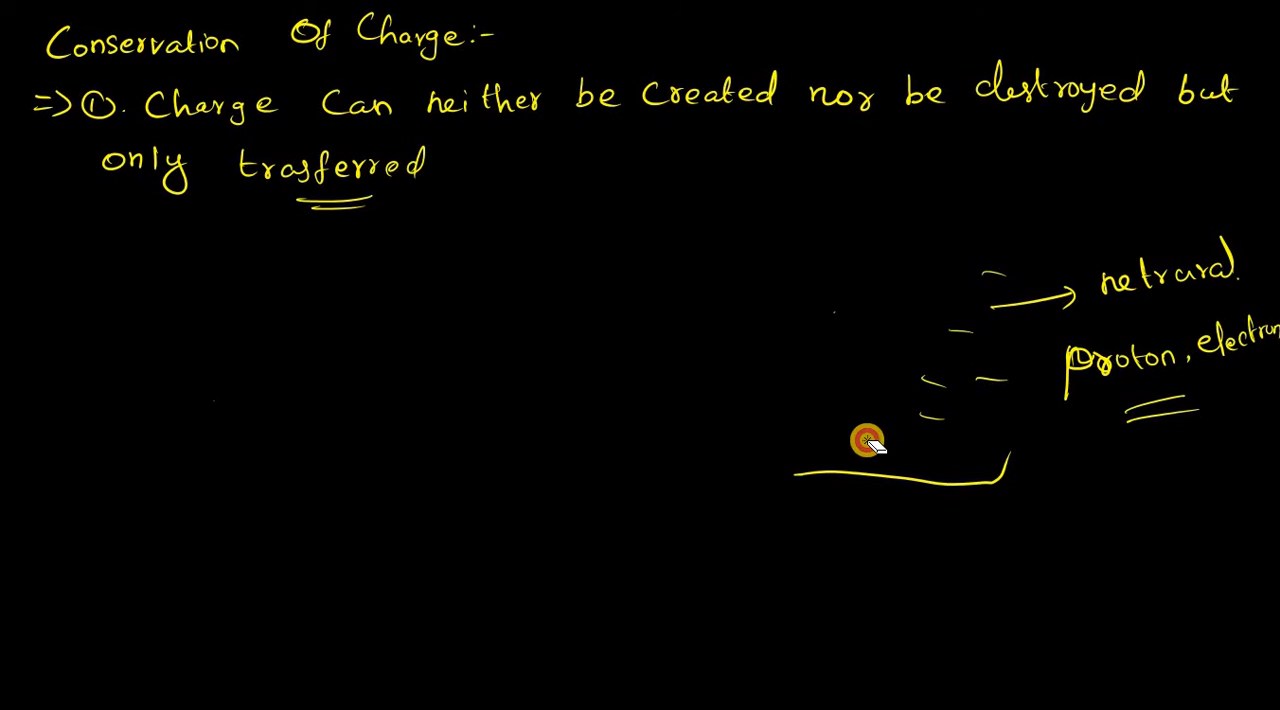 Conservation Of Charge:-
=> ①. Charge Can neither be created nor be destroyed but
only trasferred
netrural.
proton, electron